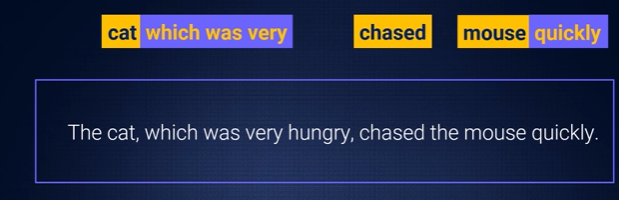 cat which was very chased mouse quickly
The cat, which was very hungry, chased the mouse quickly.